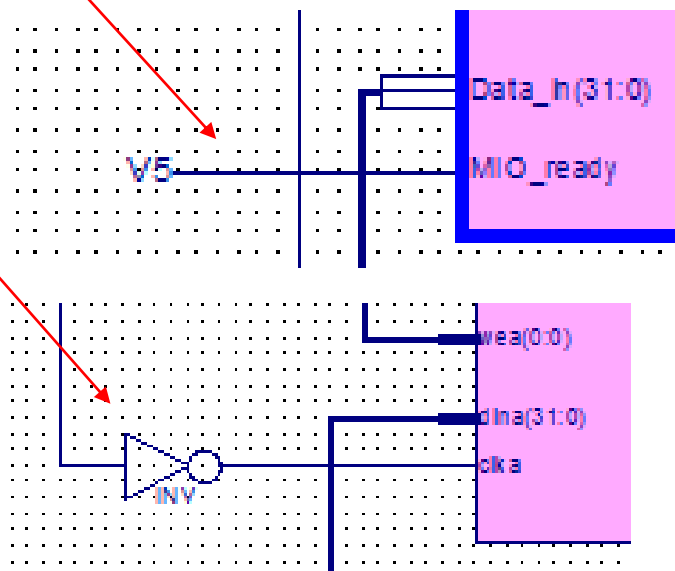 Data_in(31:0)
V5
MIO_ready
wea(0:0)
dina(31:0)
clka
INV